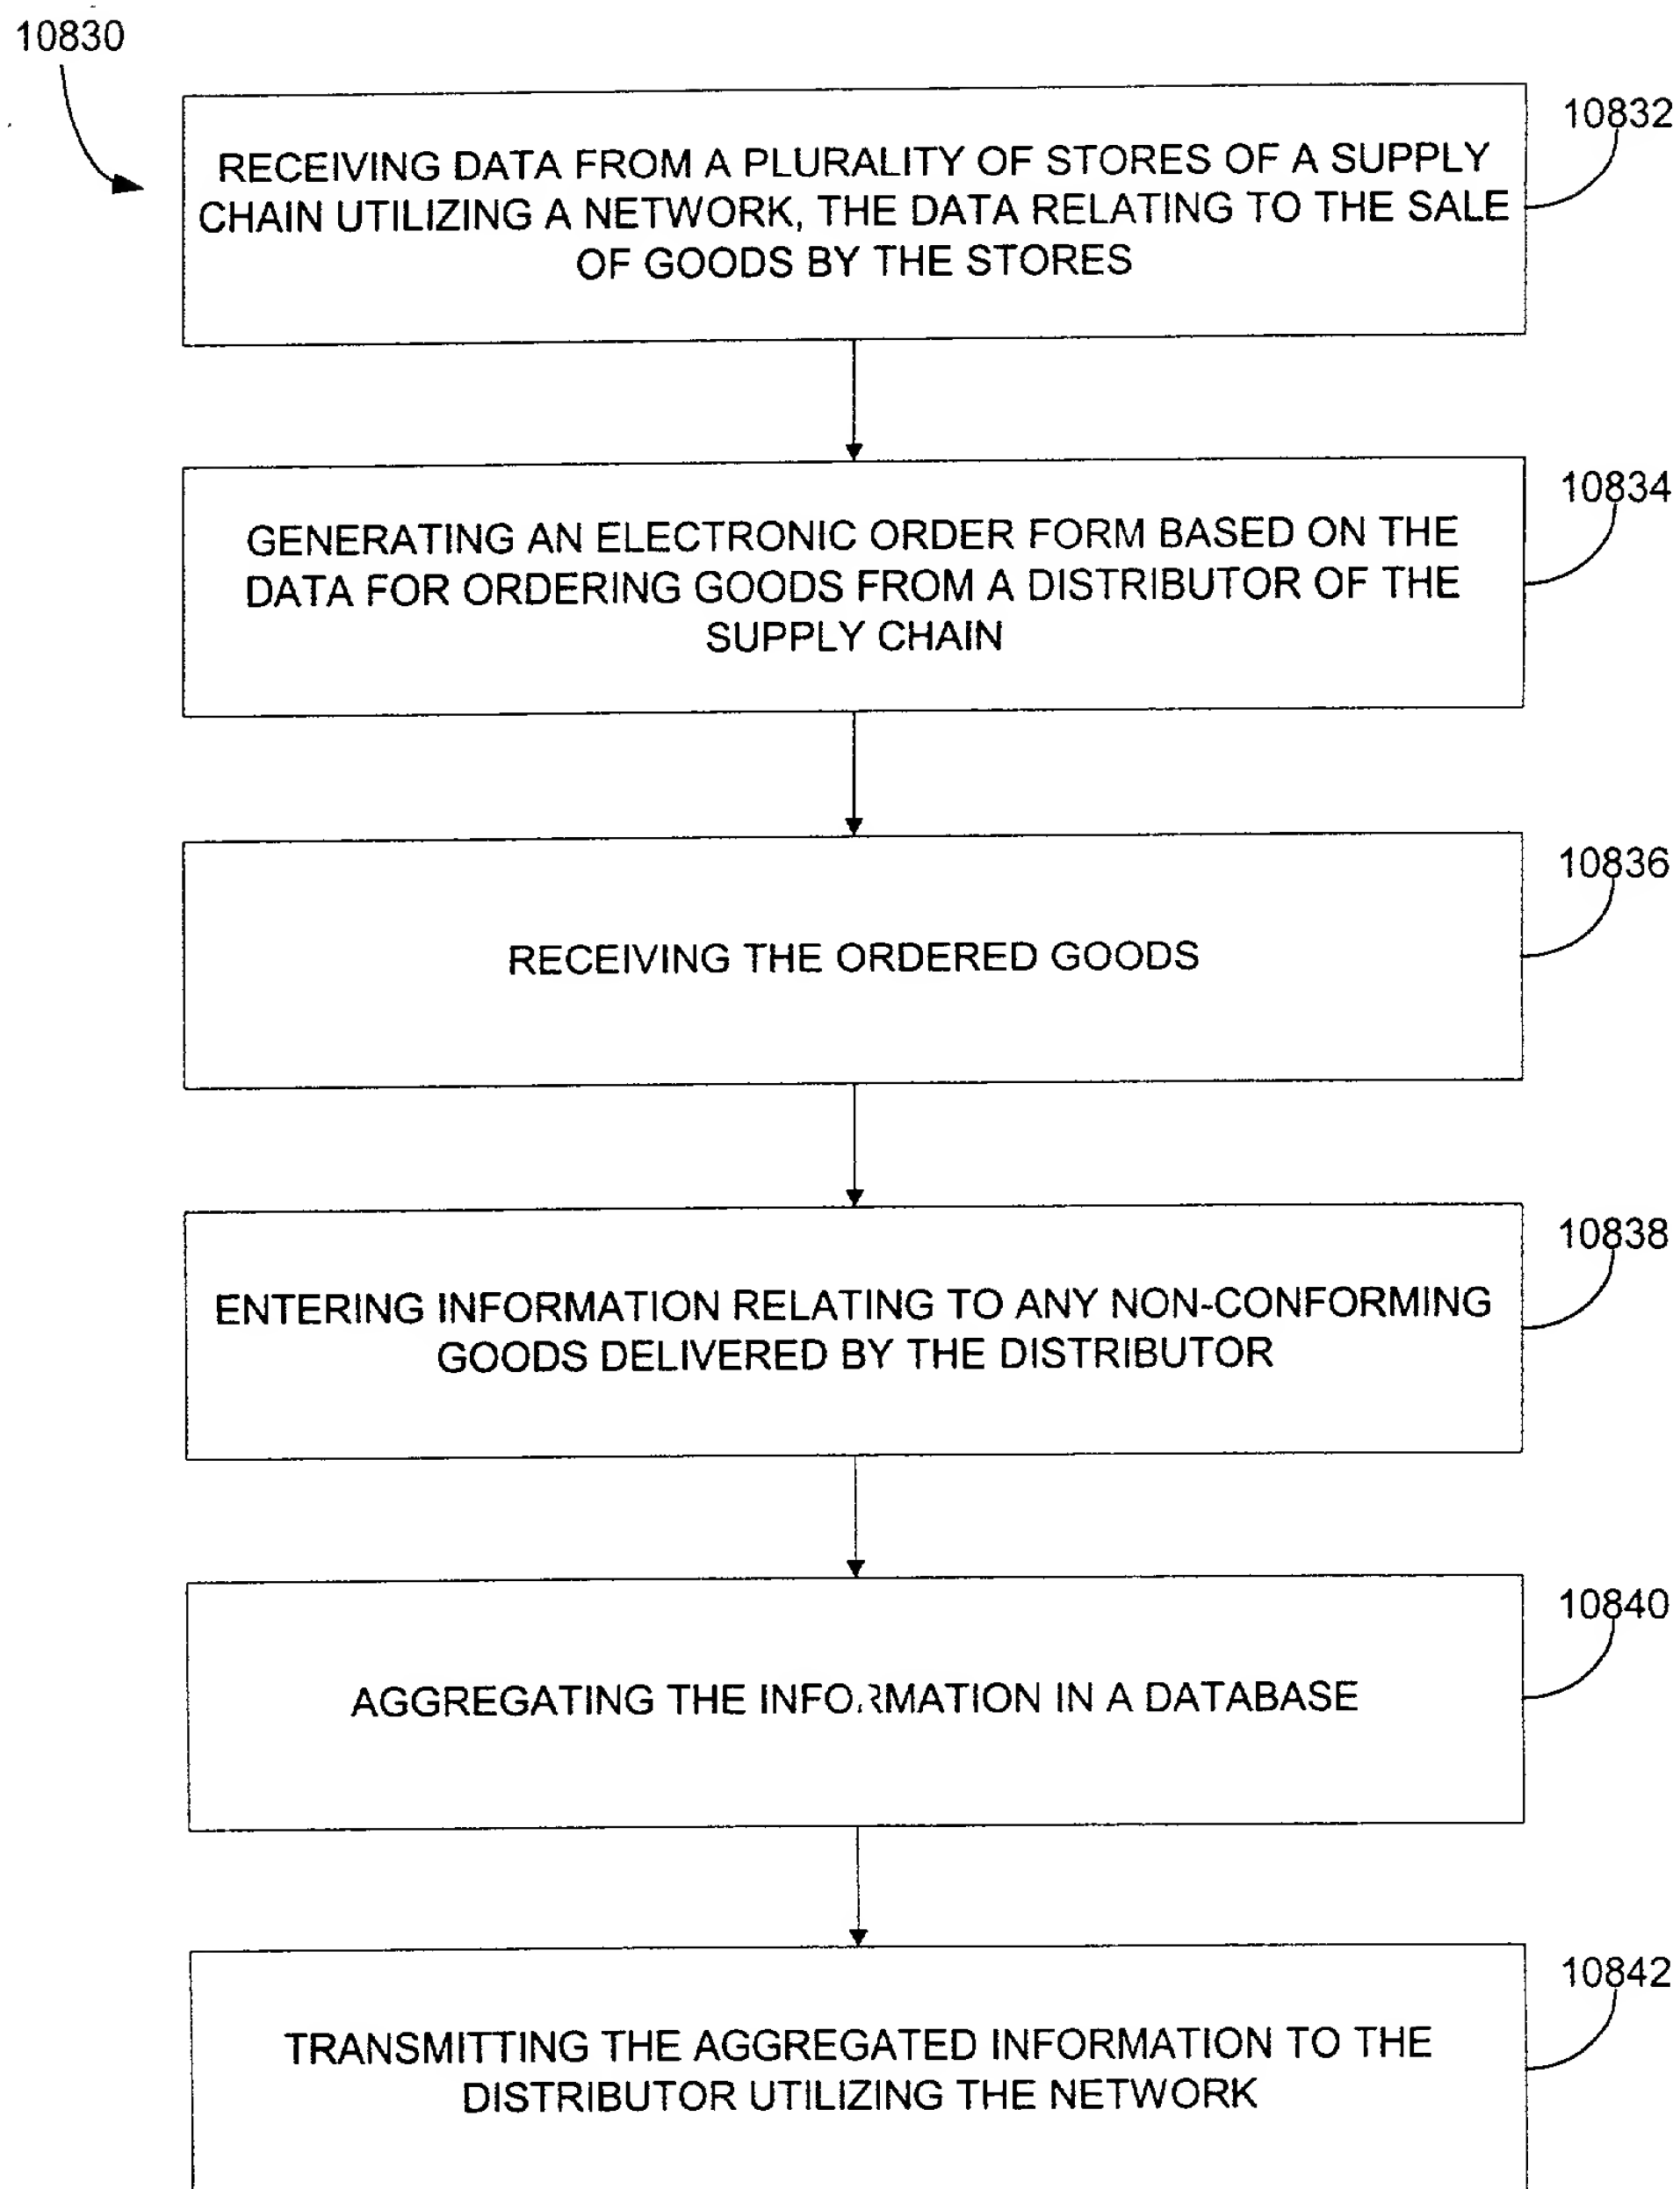 10830
10832
RECEIVING DATA FROM A PLURALITY OF STORES OF A SUPPLY
CHAIN UTILIZING A NETWORK, THE DATA RELATING TO THE SALE
OF GOODS BY THE STORES
10834
GENERATING AN ELECTRONIC ORDER FORM BASED ON THE
DATA FOR ORDERING GOODS FROM A DISTRIBUTOR OF THE
SUPPLY CHAIN
10836
RECEIVING THE ORDERED GOODS
10838
ENTERING INFORMATION RELATING TO ANY NON-CONFORMING
GOODS DELIVERED BY THE DISTRIBUTOR
10840
AGGREGATING THE INFORMATION IN A DATABASE
10842
TRANSMITTING THE AGGREGATED INFORMATION TO THE
DISTRIBUTOR UTILIZING THE NETWORK